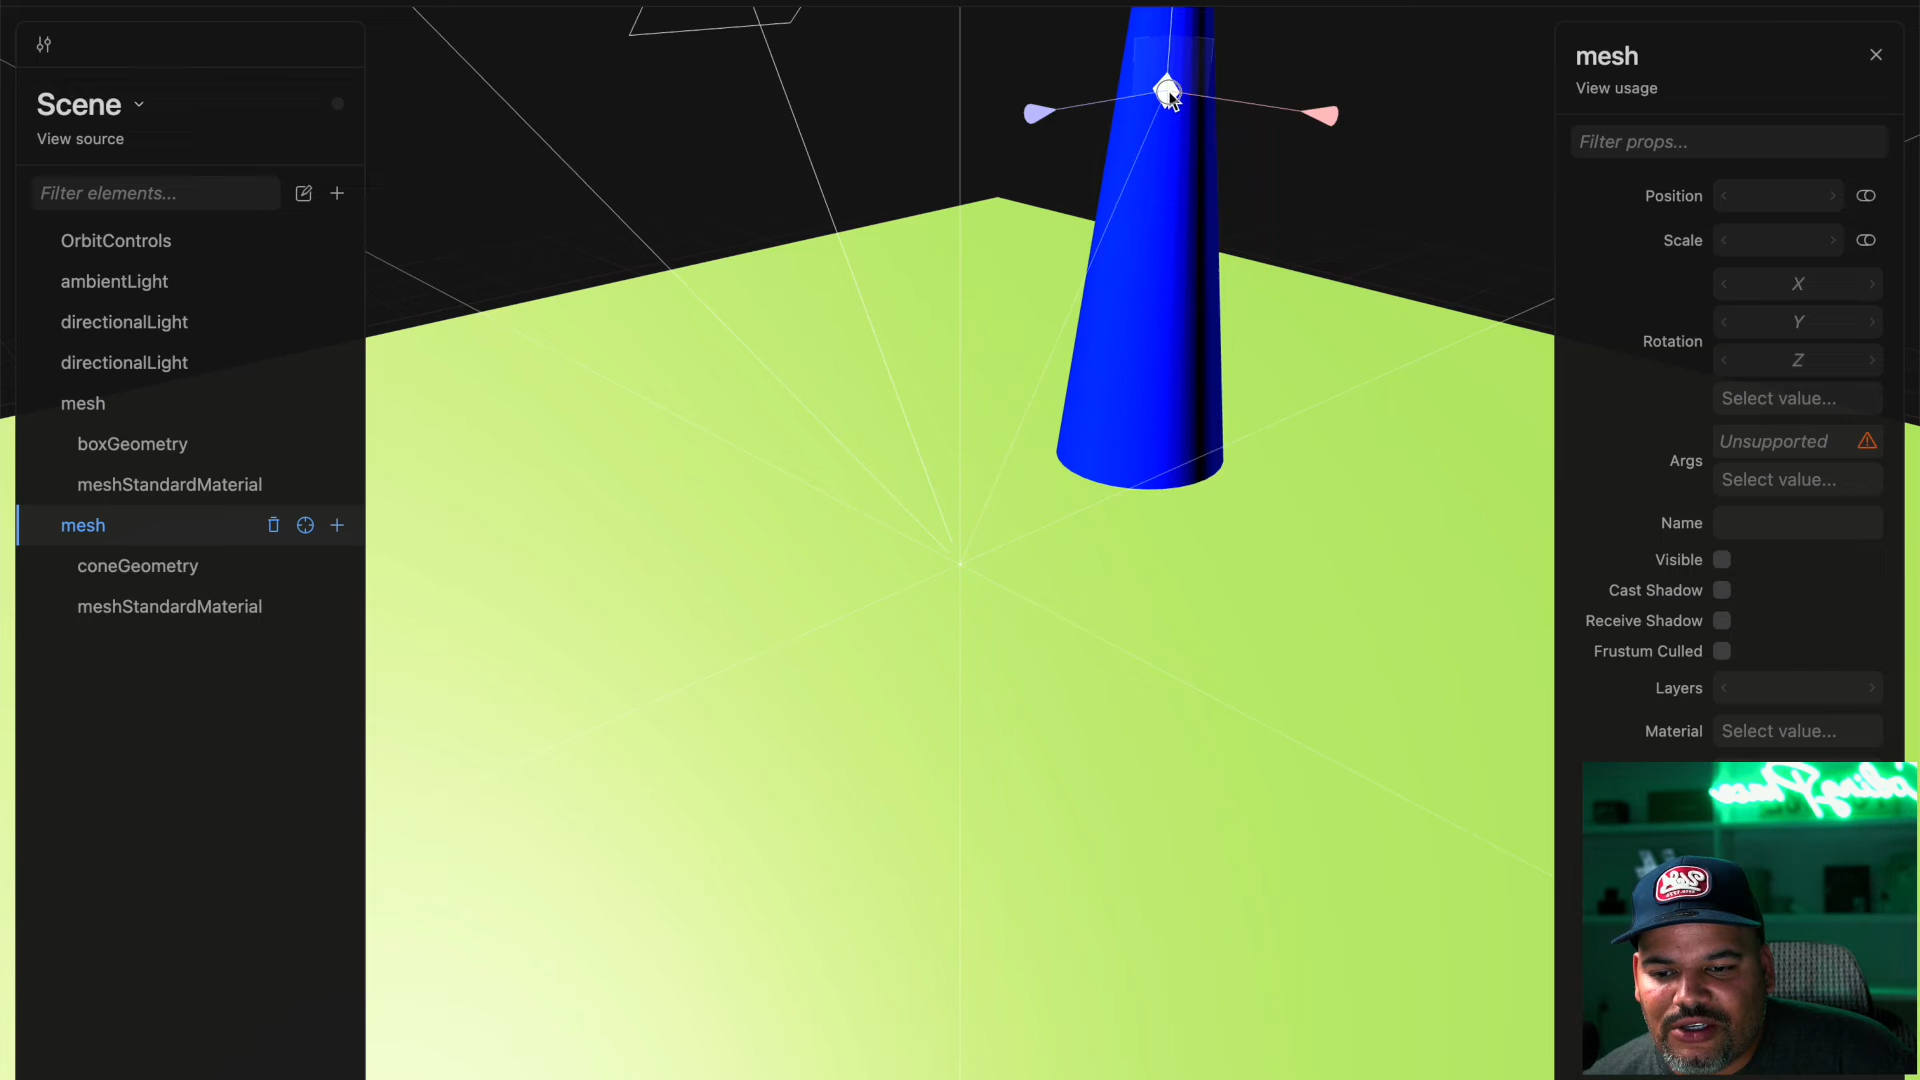 Scene
View source
Filter elements...
OrbitControls
ambientLight
directionalLight
directionalLight
mesh
boxGeometry
meshStandardMaterial
mesh
coneGeometry
meshStandardMaterial
mesh
View usage
Filter props...
Position
Scale
X
Y
Rotation
Z
Select value...
Unsupported
Args
Select value...
Name
Visible
Cast Shadow
Receive Shadow
Frustum Culled
Layers
Material
Select value...